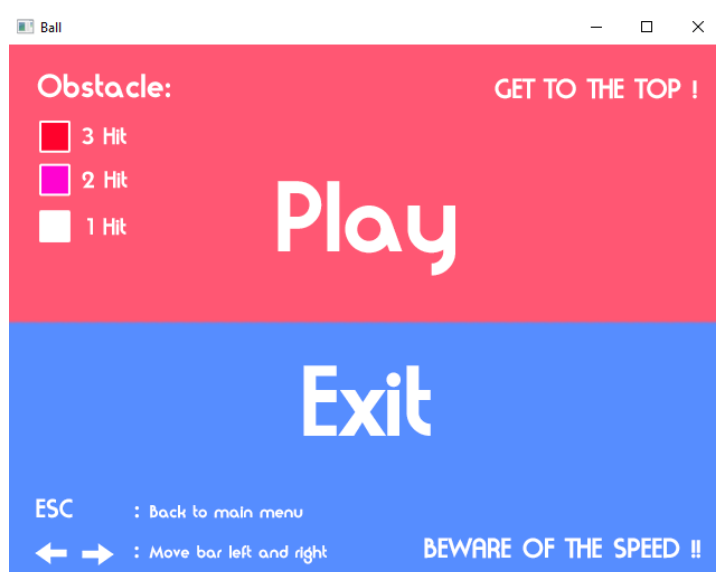 Ball
Obstacle:
GET TO THE TOP !
3 Hit
2 Hit
1 Hit
Play
Exit
ESC : Back to main menu
: Move bar left and right
BEWARE OF THE SPEED !!